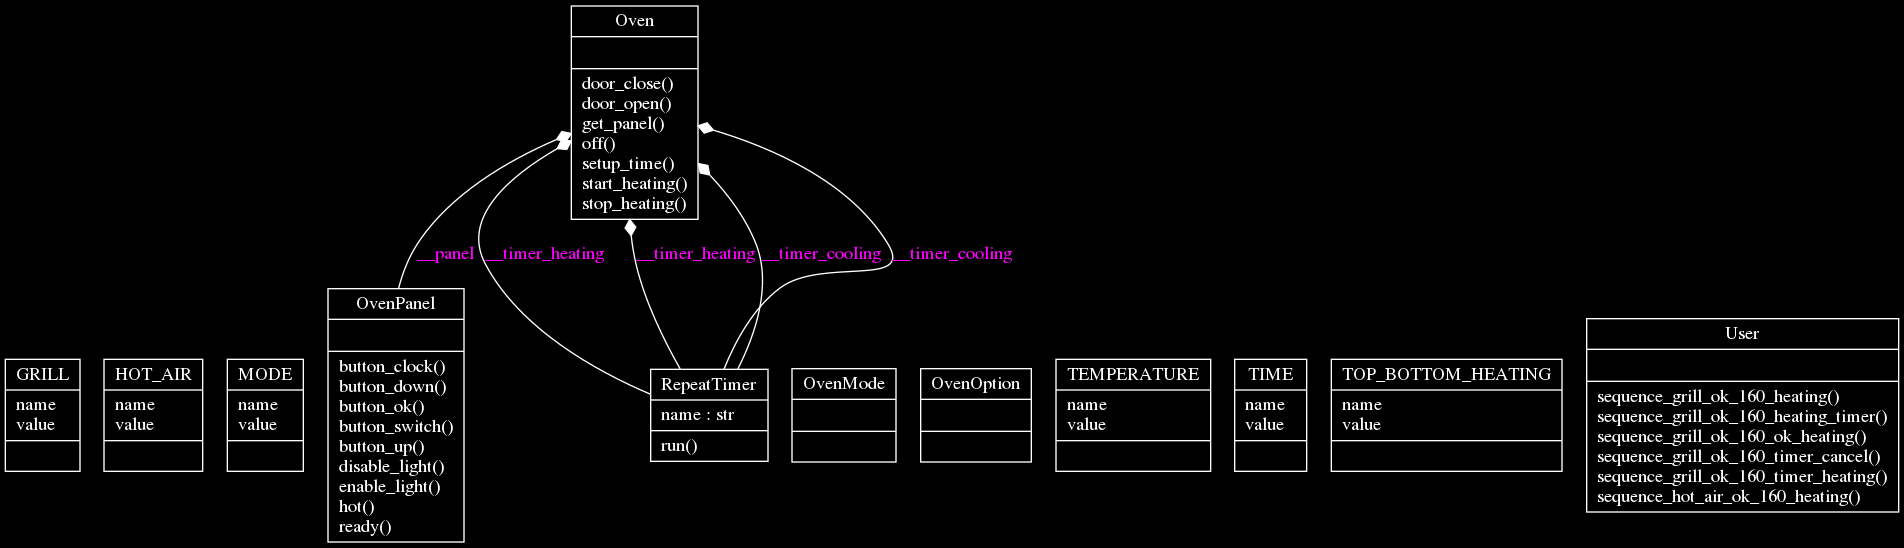 Oven
door_close()
door_open()
get_panel()
off()
setup_time()
start_heating()
stop_heating()
__panel
__timer_heating
__timer_heating
__timer_cooling
__timer_cooling
GRILL
name
value
HOT_AIR
name
value
MODE
name
value
OvenPanel
button_clock()
button_down()
button_ok()
button_switch()
button_up()
disable_light()
enable_light()
hot()
ready()
RepeatTimer
name : str
run()
OvenMode
OvenOption
TEMPERATURE
name
value
TIME
name
value
TOP_BOTTOM_HEATING
name
value
User
sequence_grill_ok_160_heating()
sequence_grill_ok_160_heating_timer()
sequence_grill_ok_160_ok_heating()
sequence_grill_ok_160_timer_cancel()
sequence_grill_ok_160_timer_heating()
sequence_hot_air_ok_160_heating()